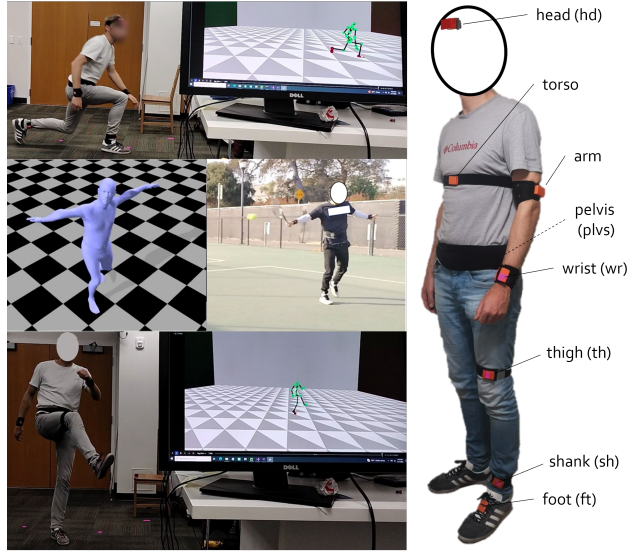 head (hd)
torso
arm
pelvis
(plvs)
wrist (wr)
thigh (th)
shank (sh)
foot (ft)
Columbia
DELL
DELL